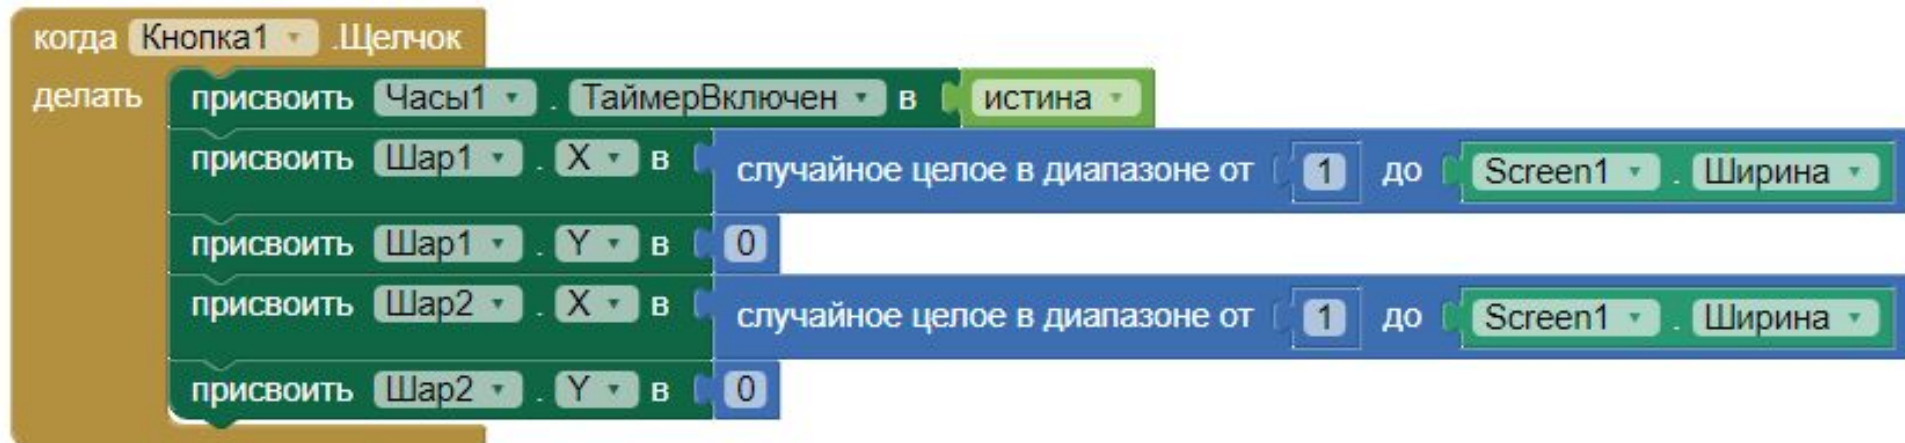 когда Кнопка1 .Щелчок
делать присвоить Часы1 . ТаймерВключен в истина
присвоить Шар1 . X в случайное целое в диапазоне от 1 до Screen1 . Ширина
присвоить Шар1 . Y в 0
присвоить Шар2 . X в случайное целое в диапазоне от 1 до Screen1 . Ширина
присвоить Шар2 . Y в 0